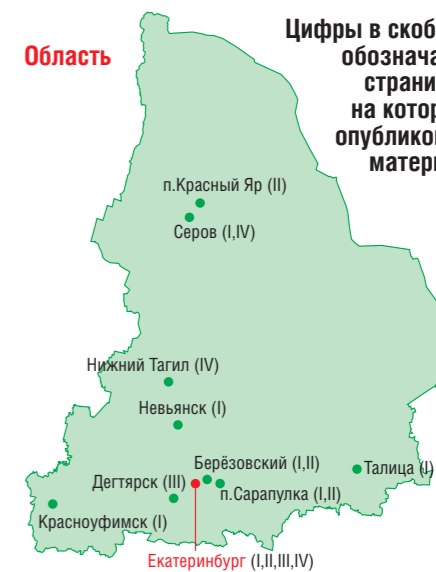 Область
Цифры в скоб
обознача
страни
на котор
опубликов
матери
п.Красный Яр (II)
Серов (I,IV)
Нижний Тагил (IV)
Невьянск (I)
Берёзовский (I,II)
Талица (I)
Дегтярск (III)
п.Сарапулка (I,II)
Красноуфимск (I)
Екатеринбург (I,II,III,IV)